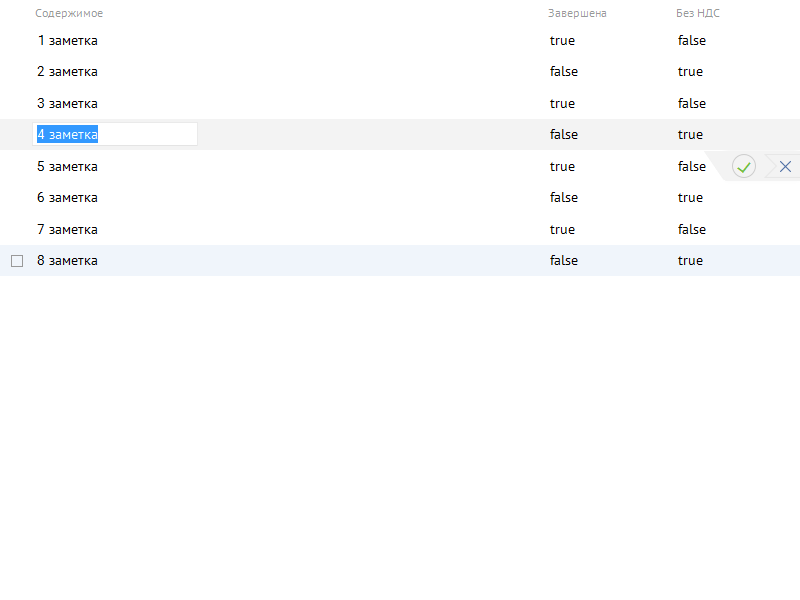 Содержимое Завершена Без НДС
1 заметка true false
2 заметка false true
3 заметка true false
4 заметка false true
5 заметка true false
6 заметка false true
7 заметка true false
8 заметка false true